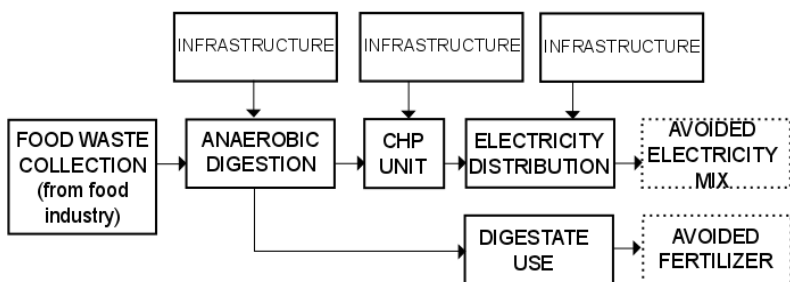 INFRASTRUCTURE
INFRASTRUCTURE
INFRASTRUCTURE
FOOD WASTE
COLLECTION
(from food
industry)
ANAEROBIC
DIGESTION
CHP
UNIT
ELECTRICITY
DISTRIBUTION
AVOIDED
ELECTRICITY
MIX
DIGESTATE
USE
AVOIDED
FERTILIZER